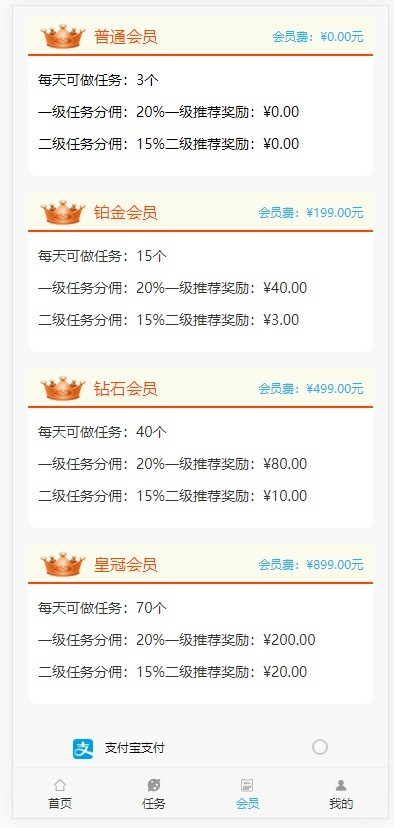 普通会员 会员费：¥0.00元
每天可做任务：3个
一级任务分佣：20%一级推荐奖励：¥0.00
二级任务分佣：15%二级推荐奖励：¥0.00
铂金会员 会员费：¥199.00元
每天可做任务：15个
一级任务分佣：20%一级推荐奖励：¥40.00
二级任务分佣：15%二级推荐奖励：¥3.00
钻石会员 会员费：¥499.00元
每天可做任务：40个
一级任务分佣：20%一级推荐奖励：¥80.00
二级任务分佣：15%二级推荐奖励：¥10.00
皇冠会员 会员费：¥899.00元
每天可做任务：70个
一级任务分佣：20%一级推荐奖励：¥200.00
二级任务分佣：15%二级推荐奖励：¥20.00
支 支付宝支付
首页 任务 会员 我的